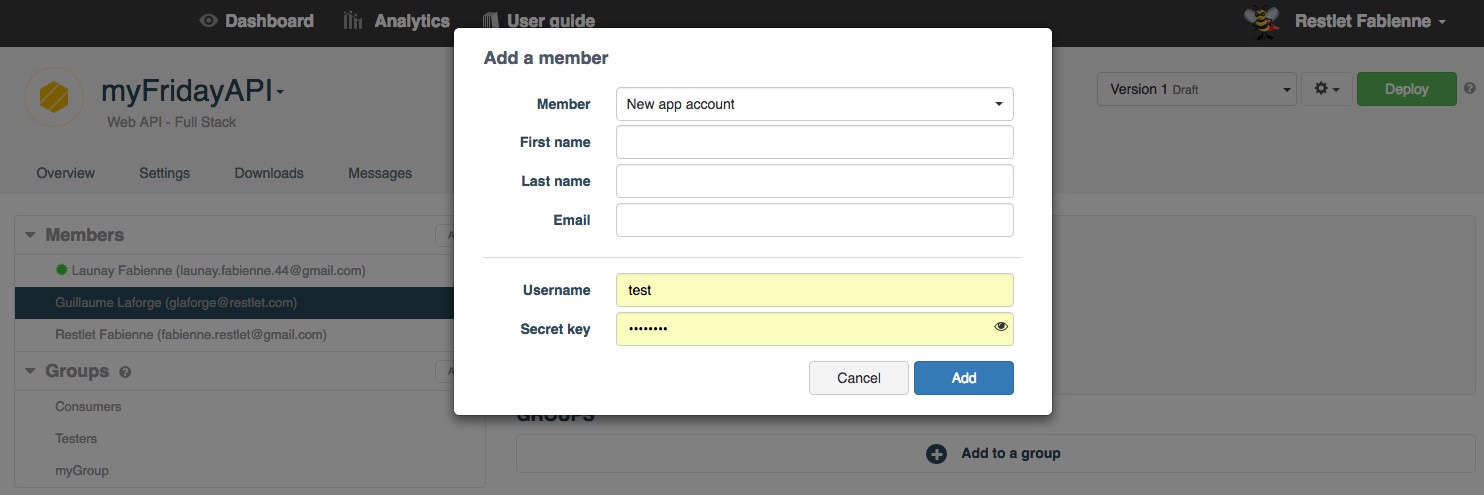 Dashboard Analytics User guide Restlet Fabienne
myFridayAPI
Web API - Full Stack
Version 1 Draft Deploy ?
Overview Settings Downloads Messages
Members A
Launay Fabienne (launay.fabienne.44@gmail.com)
Guillaume Laforge (glaforge@restlet.com)
Restlet Fabienne (fabienne.restlet@gmail.com)
Groups ? A
Consumers
Testers
myGroup
Add a member
Member New app account
First name
Last name
Email
Username test
Secret key ••••••••
Cancel Add
GROUPS
Add to a group